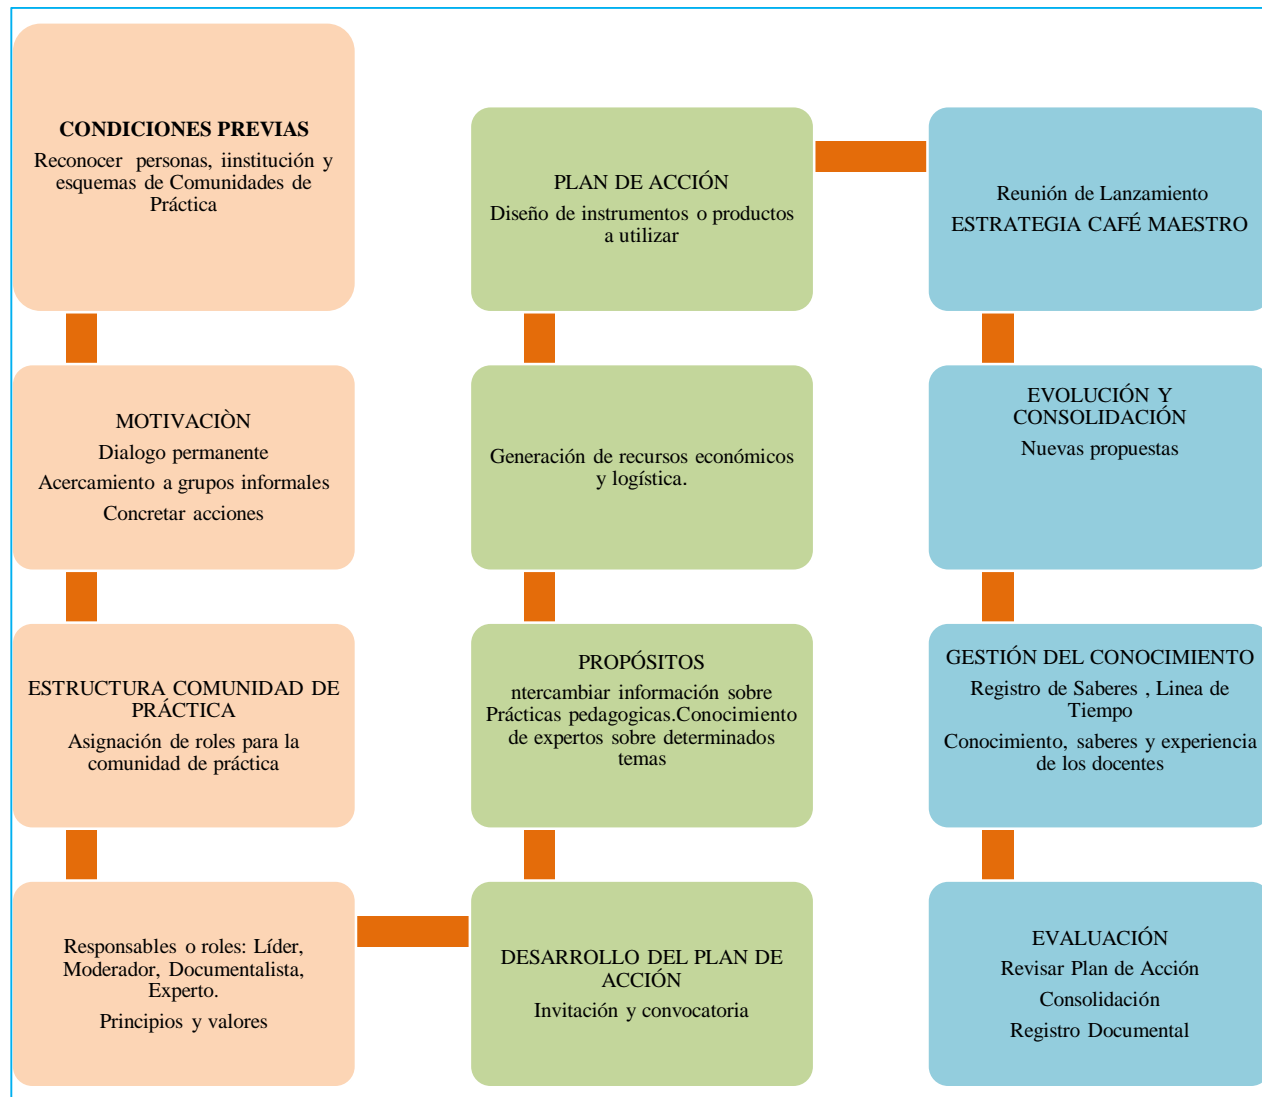 CONDICIONES PREVIAS
Reconocer personas, iinstitución y
esquemas de Comunidades de
Práctica
MOTIVACIÒN
Dialogo permanente
Acercamiento a grupos informales
Concretar acciones
ESTRUCTURA COMUNIDAD DE
PRÁCTICA
Asignación de roles para la
comunidad de práctica
Responsables o roles: Líder,
Moderador, Documentalista,
Experto.
Principios y valores
DESARROLLO DEL PLAN DE
ACCIÓN
Invitación y convocatoria
PROPÓSITOS
ntercambiar información sobre
Prácticas pedagogicas.Conocimiento
de expertos sobre determinados
temas
Generación de recursos económicos
y logística.
PLAN DE ACCIÓN
Diseño de instrumentos o productos
a utilizar
Reunión de Lanzamiento
ESTRATEGIA CAFÉ MAESTRO
EVOLUCIÓN Y
CONSOLIDACIÓN
Nuevas propuestas
GESTIÓN DEL CONOCIMIENTO
Registro de Saberes , Linea de
Tiempo
Conocimiento, saberes y experiencia
de los docentes
EVALUACIÓN
Revisar Plan de Acción
Consolidación
Registro Documental